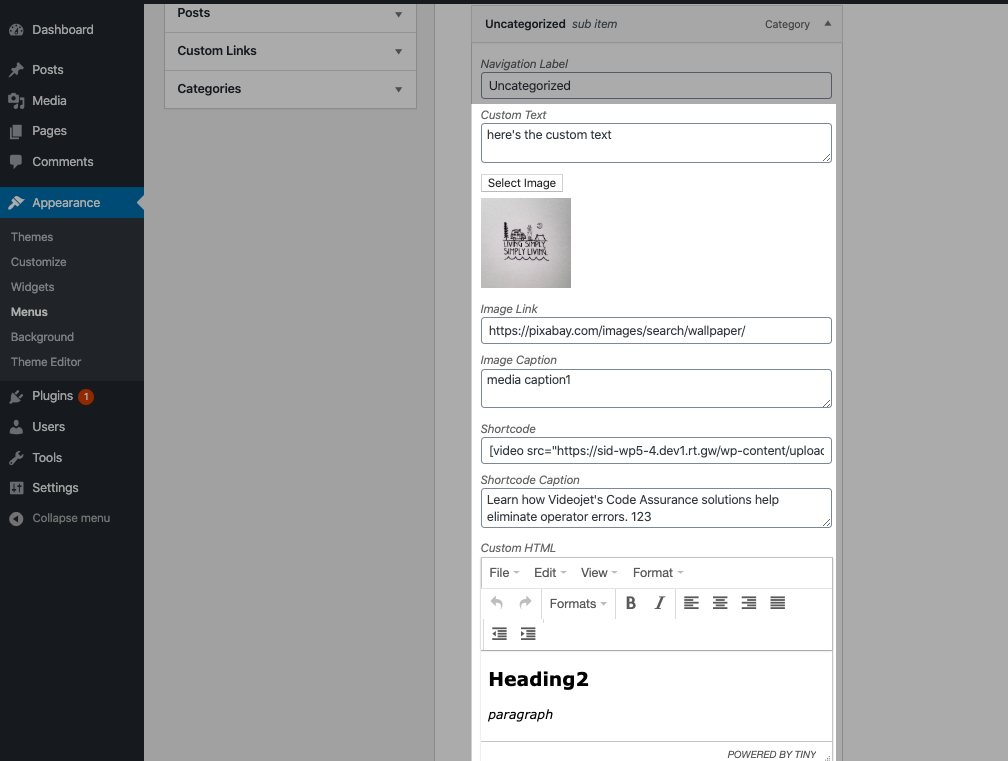 Dashboard
Posts
Media
Pages
Comments
Appearance
Themes
Customize
Widgets
Menus
Background
Theme Editor
Plugins 1
Users
Tools
Settings
Collapse menu
Posts
Custom Links
Categories
Uncategorized sub item Category
Navigation Label
Uncategorized
Custom Text
here's the custom text
Select Image
LIVING SIMPLY
SIMPLY LIVING.
Image Link
https://pixabay.com/images/search/wallpaper/
Image Caption
media caption1
Shortcode
[video src="https://sid-wp5-4.dev1.rt.gw/wp-content/upload
Shortcode Caption
Learn how Videojet's Code Assurance solutions help
eliminate operator errors. 123
Custom HTML
File Edit View Format
Formats B I
Heading2
paragraph
POWERED BY TINY